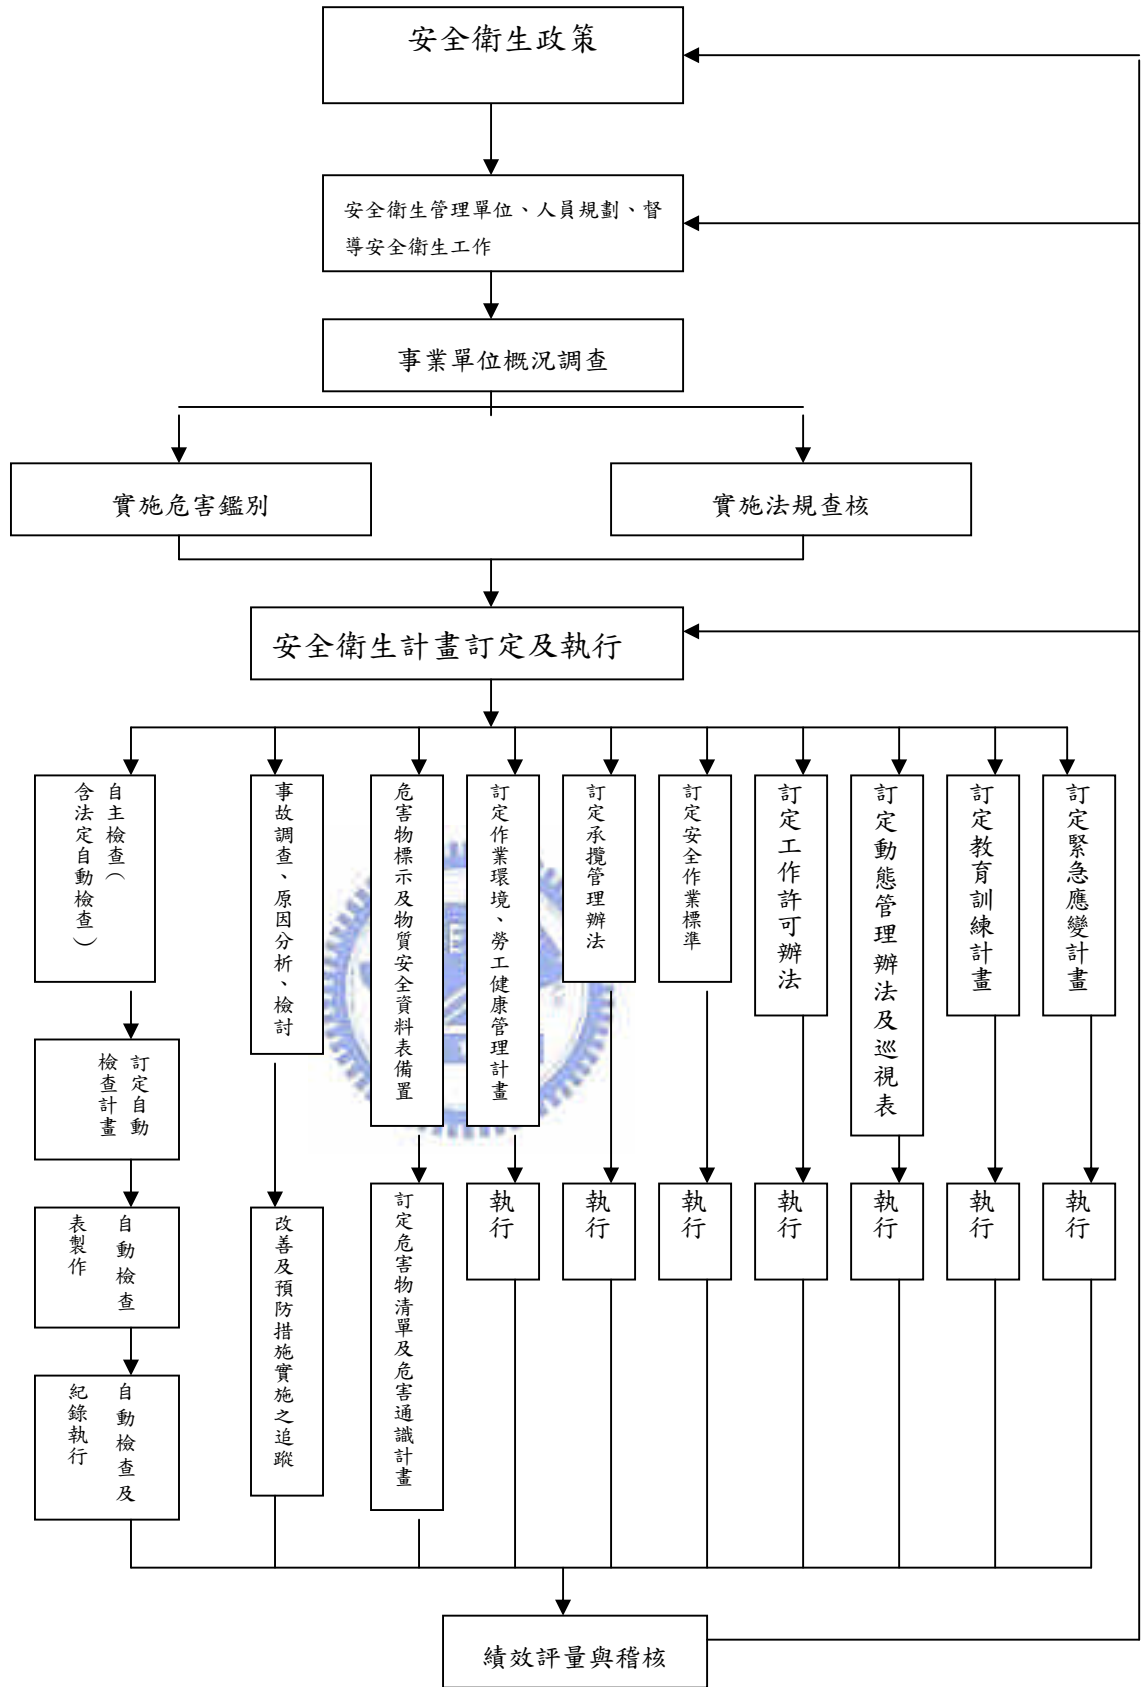 安全衛生政策
安全衛生管理單位、人員規劃、督
導安全衛生工作
事業單位概況調查
實施危害鑑別
實施法規查核
安全衛生計畫訂定及執行
自主檢查（
含法定自動檢查）
事故調查、原因分析、檢討
危害物標示及物質安全資料表備置
訂定作業環境、勞工健康管理計畫
訂定承攬管理辦法
訂定安全作業標準
訂定工作許可辦法
訂定動態管理辦法及巡視表
訂定教育訓練計畫
訂定緊急應變計畫
訂定自動
檢查計畫
自動檢查
表製作
自動檢查及
紀錄執行
改善及預防措施實施之追蹤
訂定危害物清單及危害通識計畫
執行
執行
執行
執行
執行
執行
執行
績效評量與稽核